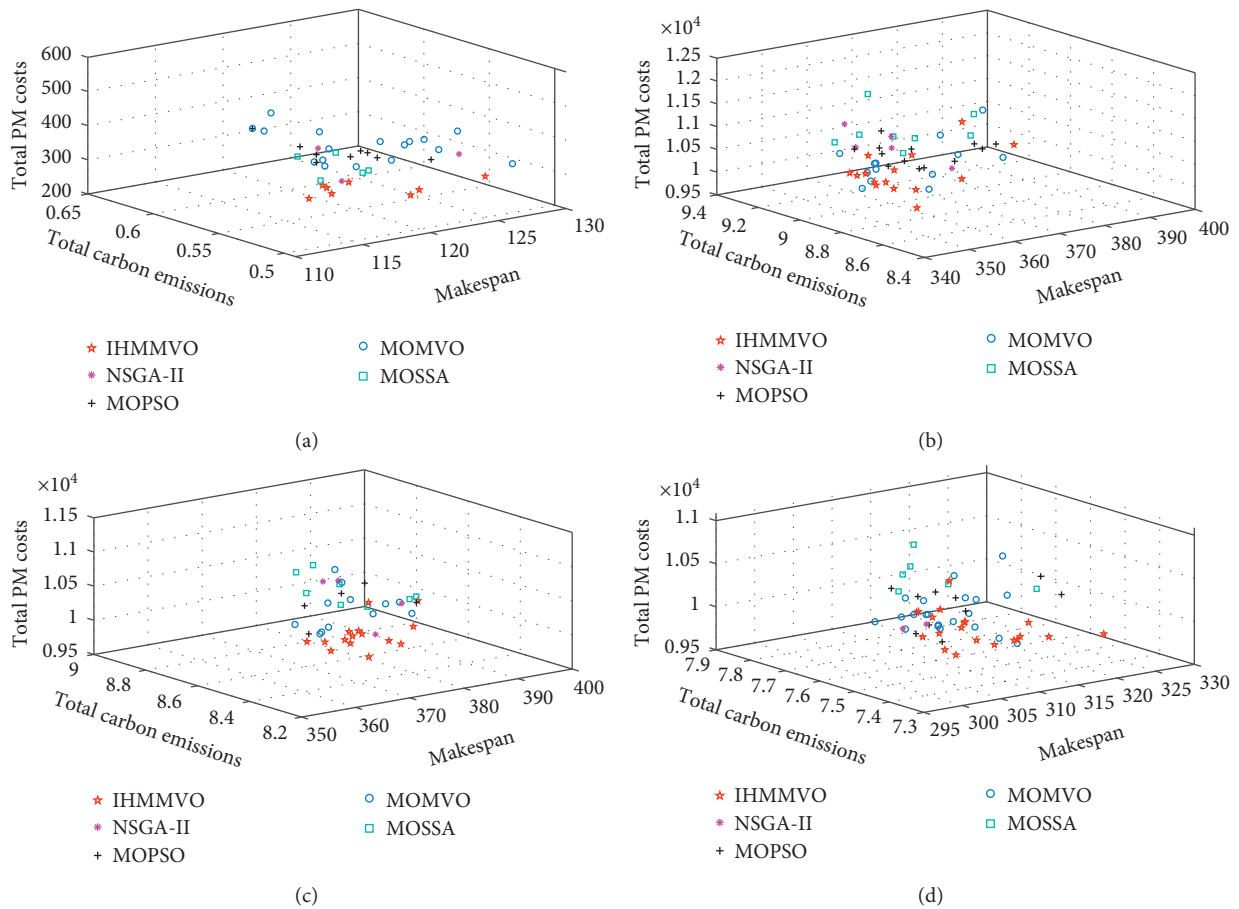 Total PM costs
600
500
400
300
200
0.65
0.6
0.55
0.5
Total carbon emissions
110
115
120
125
130
Makespan
IHMMVO
NSGA-II
MOPSO
MOMVO
MOSSA
(a)
×10⁴
Total PM costs
1.25
1.2
1.15
1.1
1.05
1
0.95
9.4
9.2
9
8.8
8.6
8.4
Total carbon emissions
340
350
360
370
380
390
400
Makespan
IHMMVO
NSGA-II
MOPSO
MOMVO
MOSSA
(b)
×10⁴
Total PM costs
1.15
1.1
1.05
1
0.95
9
8.8
8.6
8.4
8.2
Total carbon emissions
350
360
370
380
390
400
Makespan
IHMMVO
NSGA-II
MOPSO
MOMVO
MOSSA
(c)
×10⁴
Total PM costs
1.1
1.05
1
0.95
7.9
7.8
7.7
7.6
7.5
7.4
7.3
Total carbon emissions
295
300
305
310
315
320
325
330
Makespan
IHMMVO
NSGA-II
MOPSO
MOMVO
MOSSA
(d)